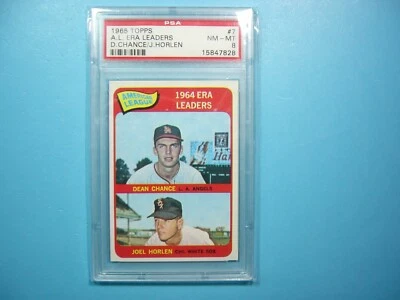 PSA
1965 TOPPS #7
A.L. ERA LEADERS NM - MT
D.CHANCE/J.HORLEN 8
15847828
AMERICAN LEAGUE
1964 ERA
LEADERS
DEAN CHANCE L. A. ANGELS
JOEL HORLEN CHI. WHITE SOX